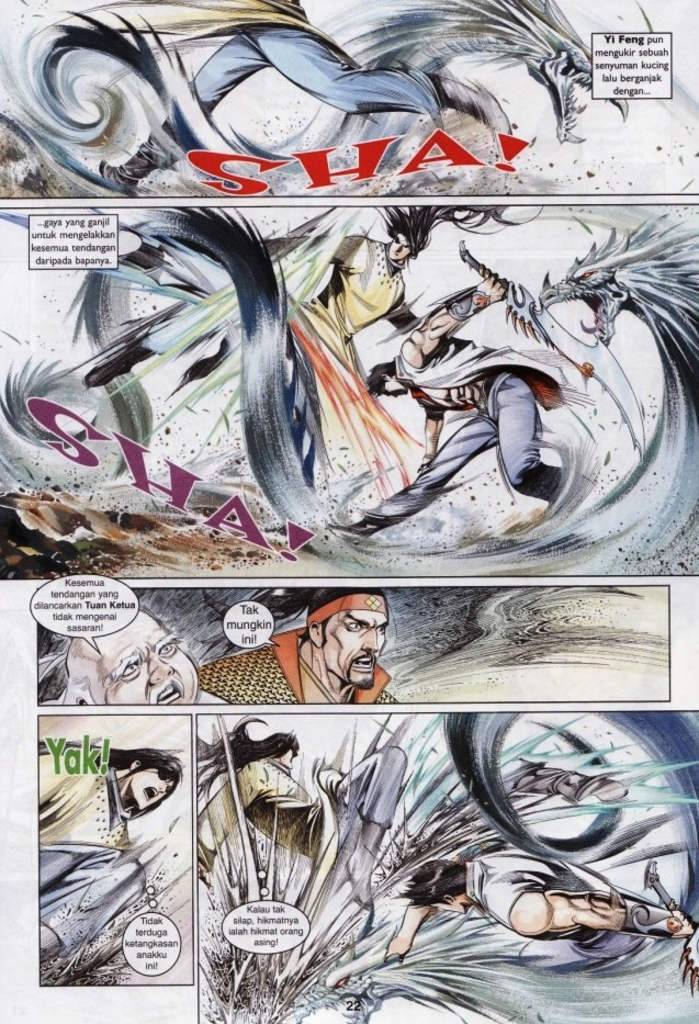 Yi Feng pun
mengukir sebuah
senyuman kucing
lalu berganjak
dengan...
SHA!
...gaya yang ganjil
untuk mengelakkan
kesemua tendangan
daripada bapanya.
SHA!
Kesemua
tendangan yang
dilancarkan Tuan Ketua
tidak mengenai
sasaran!
Tak
mungkin
ini!
Yak!
Tidak
terduga
ketangkasan
anakku
ini!
Kalau tak
silap, hikmatnya
ialah hikmat orang
asing!
22